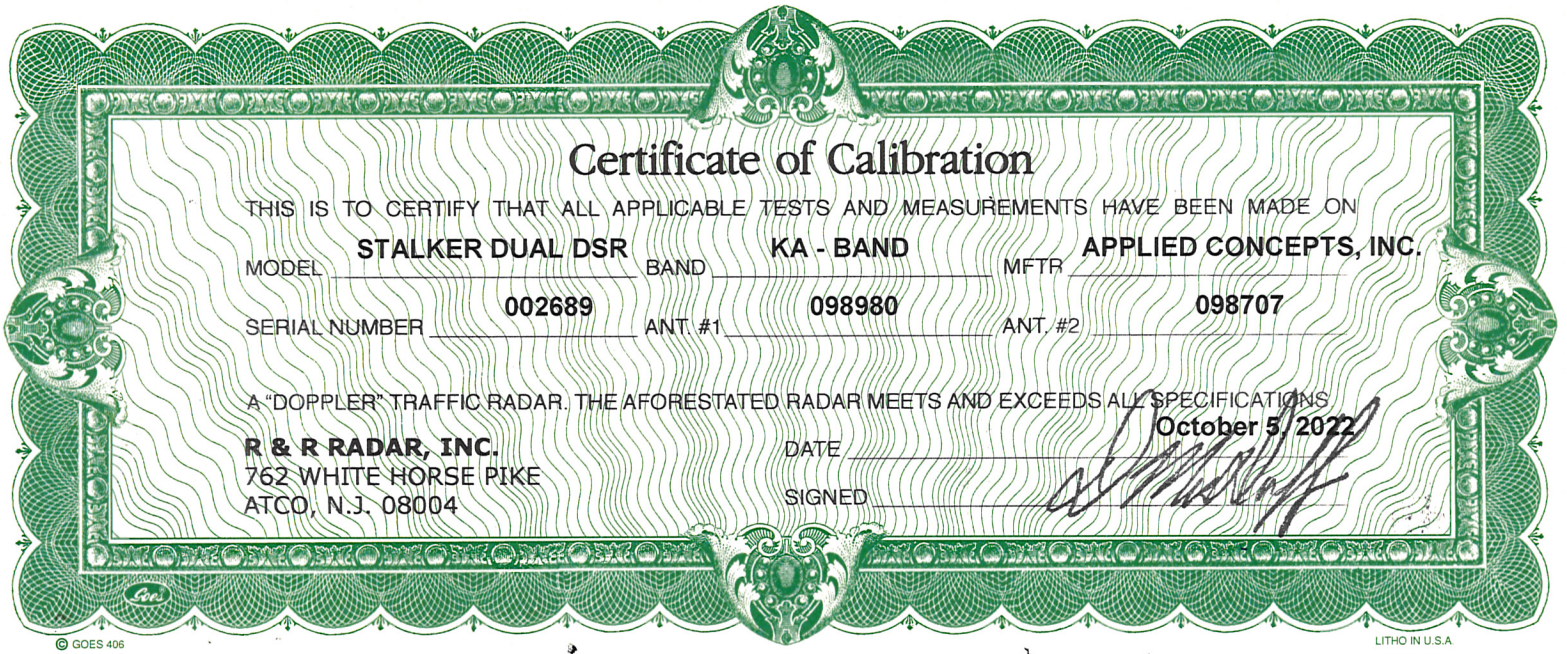 Certificate of Calibration
THIS IS TO CERTIFY THAT ALL APPLICABLE TESTS AND MEASUREMENTS HAVE BEEN MADE ON
MODEL STALKER DUAL DSR BAND KA - BAND MFTR APPLIED CONCEPTS, INC.
SERIAL NUMBER 002689 ANT. #1 098980 ANT. #2 098707
A “DOPPLER” TRAFFIC RADAR. THE AFORESTATED RADAR MEETS AND EXCEEDS ALL SPECIFICATIONS
R & R RADAR, INC.
762 WHITE HORSE PIKE
ATCO, N.J. 08004
DATE October 5, 2022
SIGNED
Goes
© GOES 406
LITHO IN U.S.A.